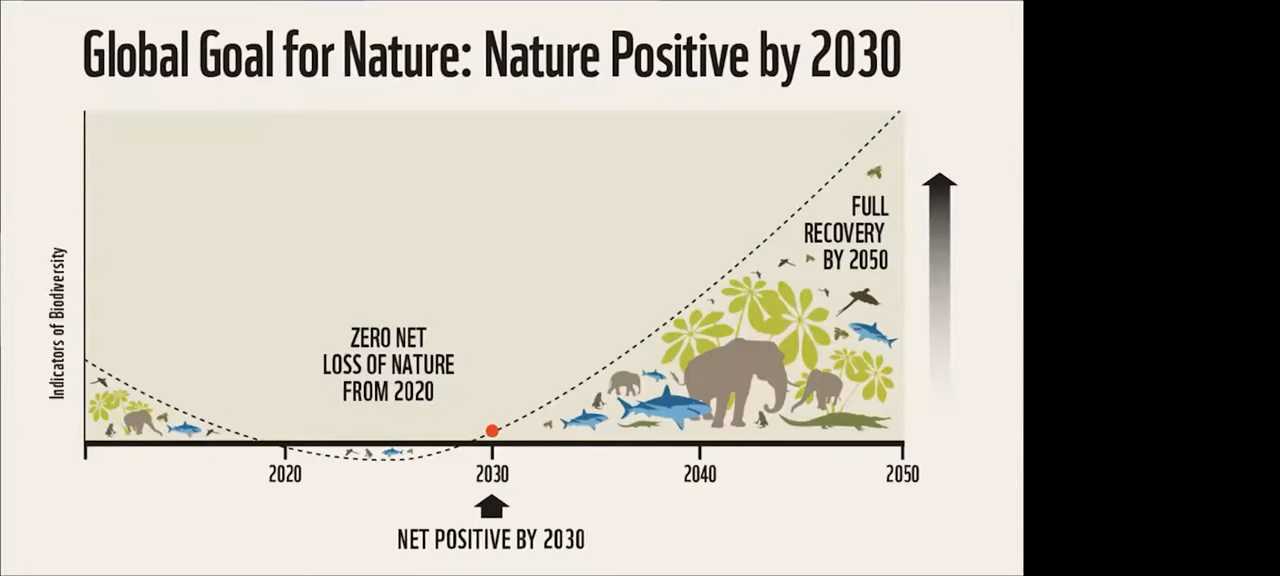 Global Goal for Nature: Nature Positive by 2030
Indicators of Biodiversity
ZERO NET
LOSS OF NATURE
FROM 2020
FULL
RECOVERY
BY 2050
2020
2030
2040
2050
NET POSITIVE BY 2030